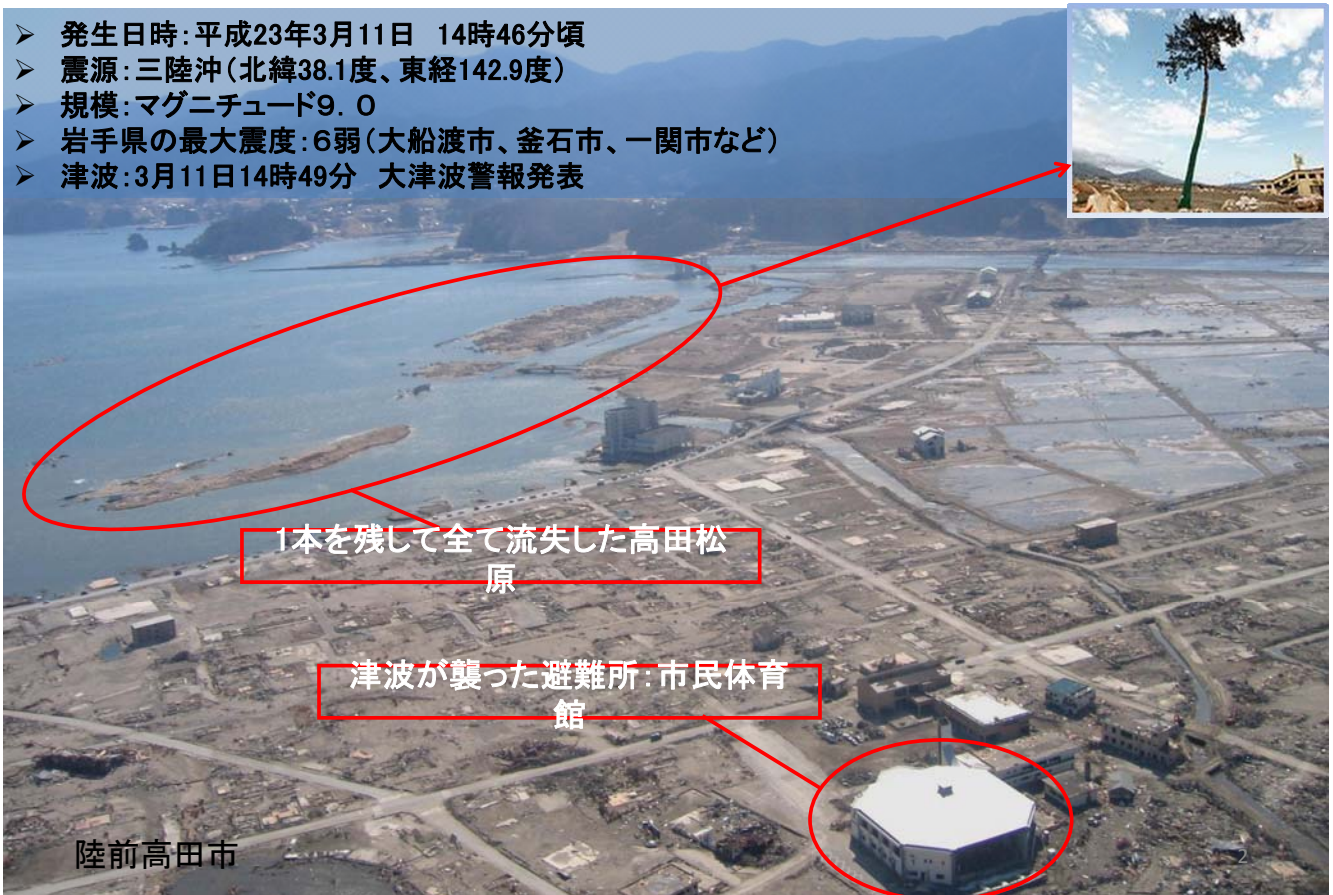 ➢ 発生日時:平成23年3月11日 14時46分頃
➢ 震源:三陸沖(北緯38.1度、東経142.9度)
➢ 規模:マグニチュード9.0
➢ 岩手県の最大震度:6弱(大船渡市、釜石市、一関市など)
➢ 津波:3月11日14時49分 大津波警報発表
1本を残して全て流失した高田松
原
津波が襲った避難所:市民体育
館
陸前高田市
2